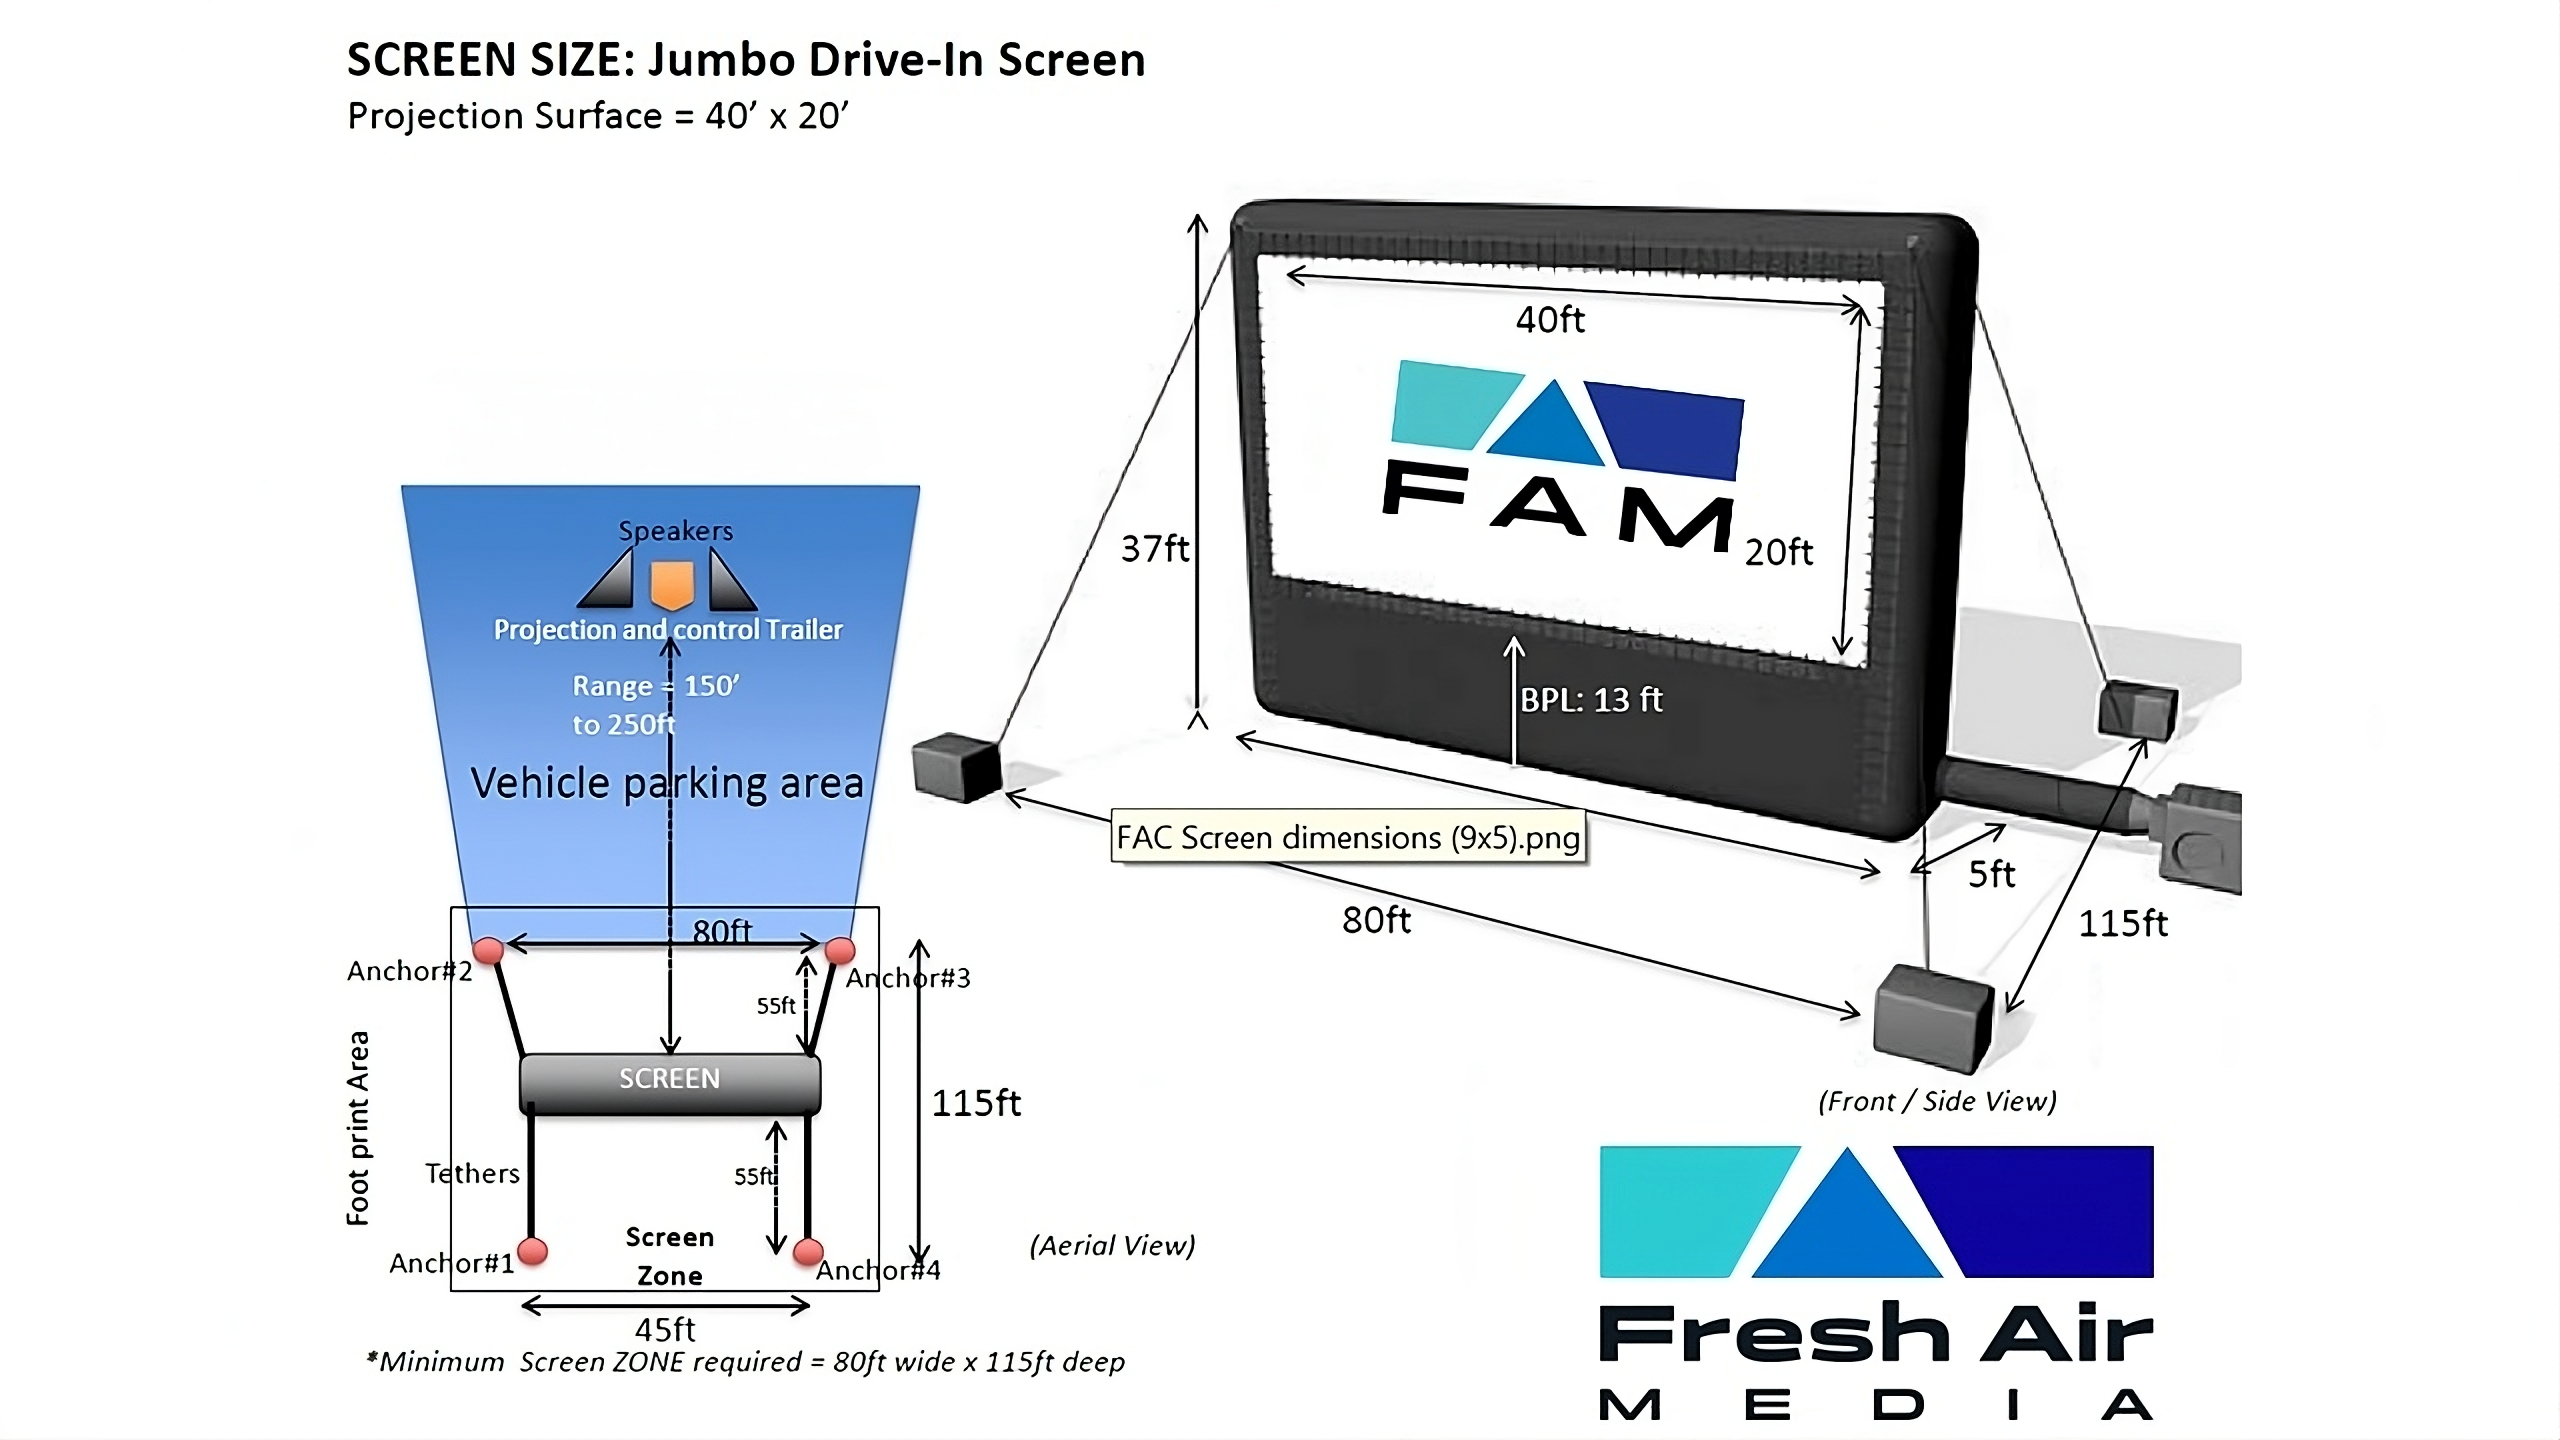 SCREEN SIZE: Jumbo Drive-In Screen
Projection Surface = 40’ x 20’
40ft
FAM
20ft
37ft
BPL: 13 ft
FAC Screen dimensions (9x5).png
80ft
5ft
115ft
(Front / Side View)
Speakers
Projection and control Trailer
Range = 150’
to 250ft
Vehicle parking area
80ft
Anchor#2
Anchor#3
55ft
SCREEN
115ft
Foot print Area
Tethers
55ft
Screen
Zone
Anchor#1
Anchor#4
(Aerial View)
45ft
*Minimum Screen ZONE required = 80ft wide x 115ft deep
Fresh Air
MEDIA